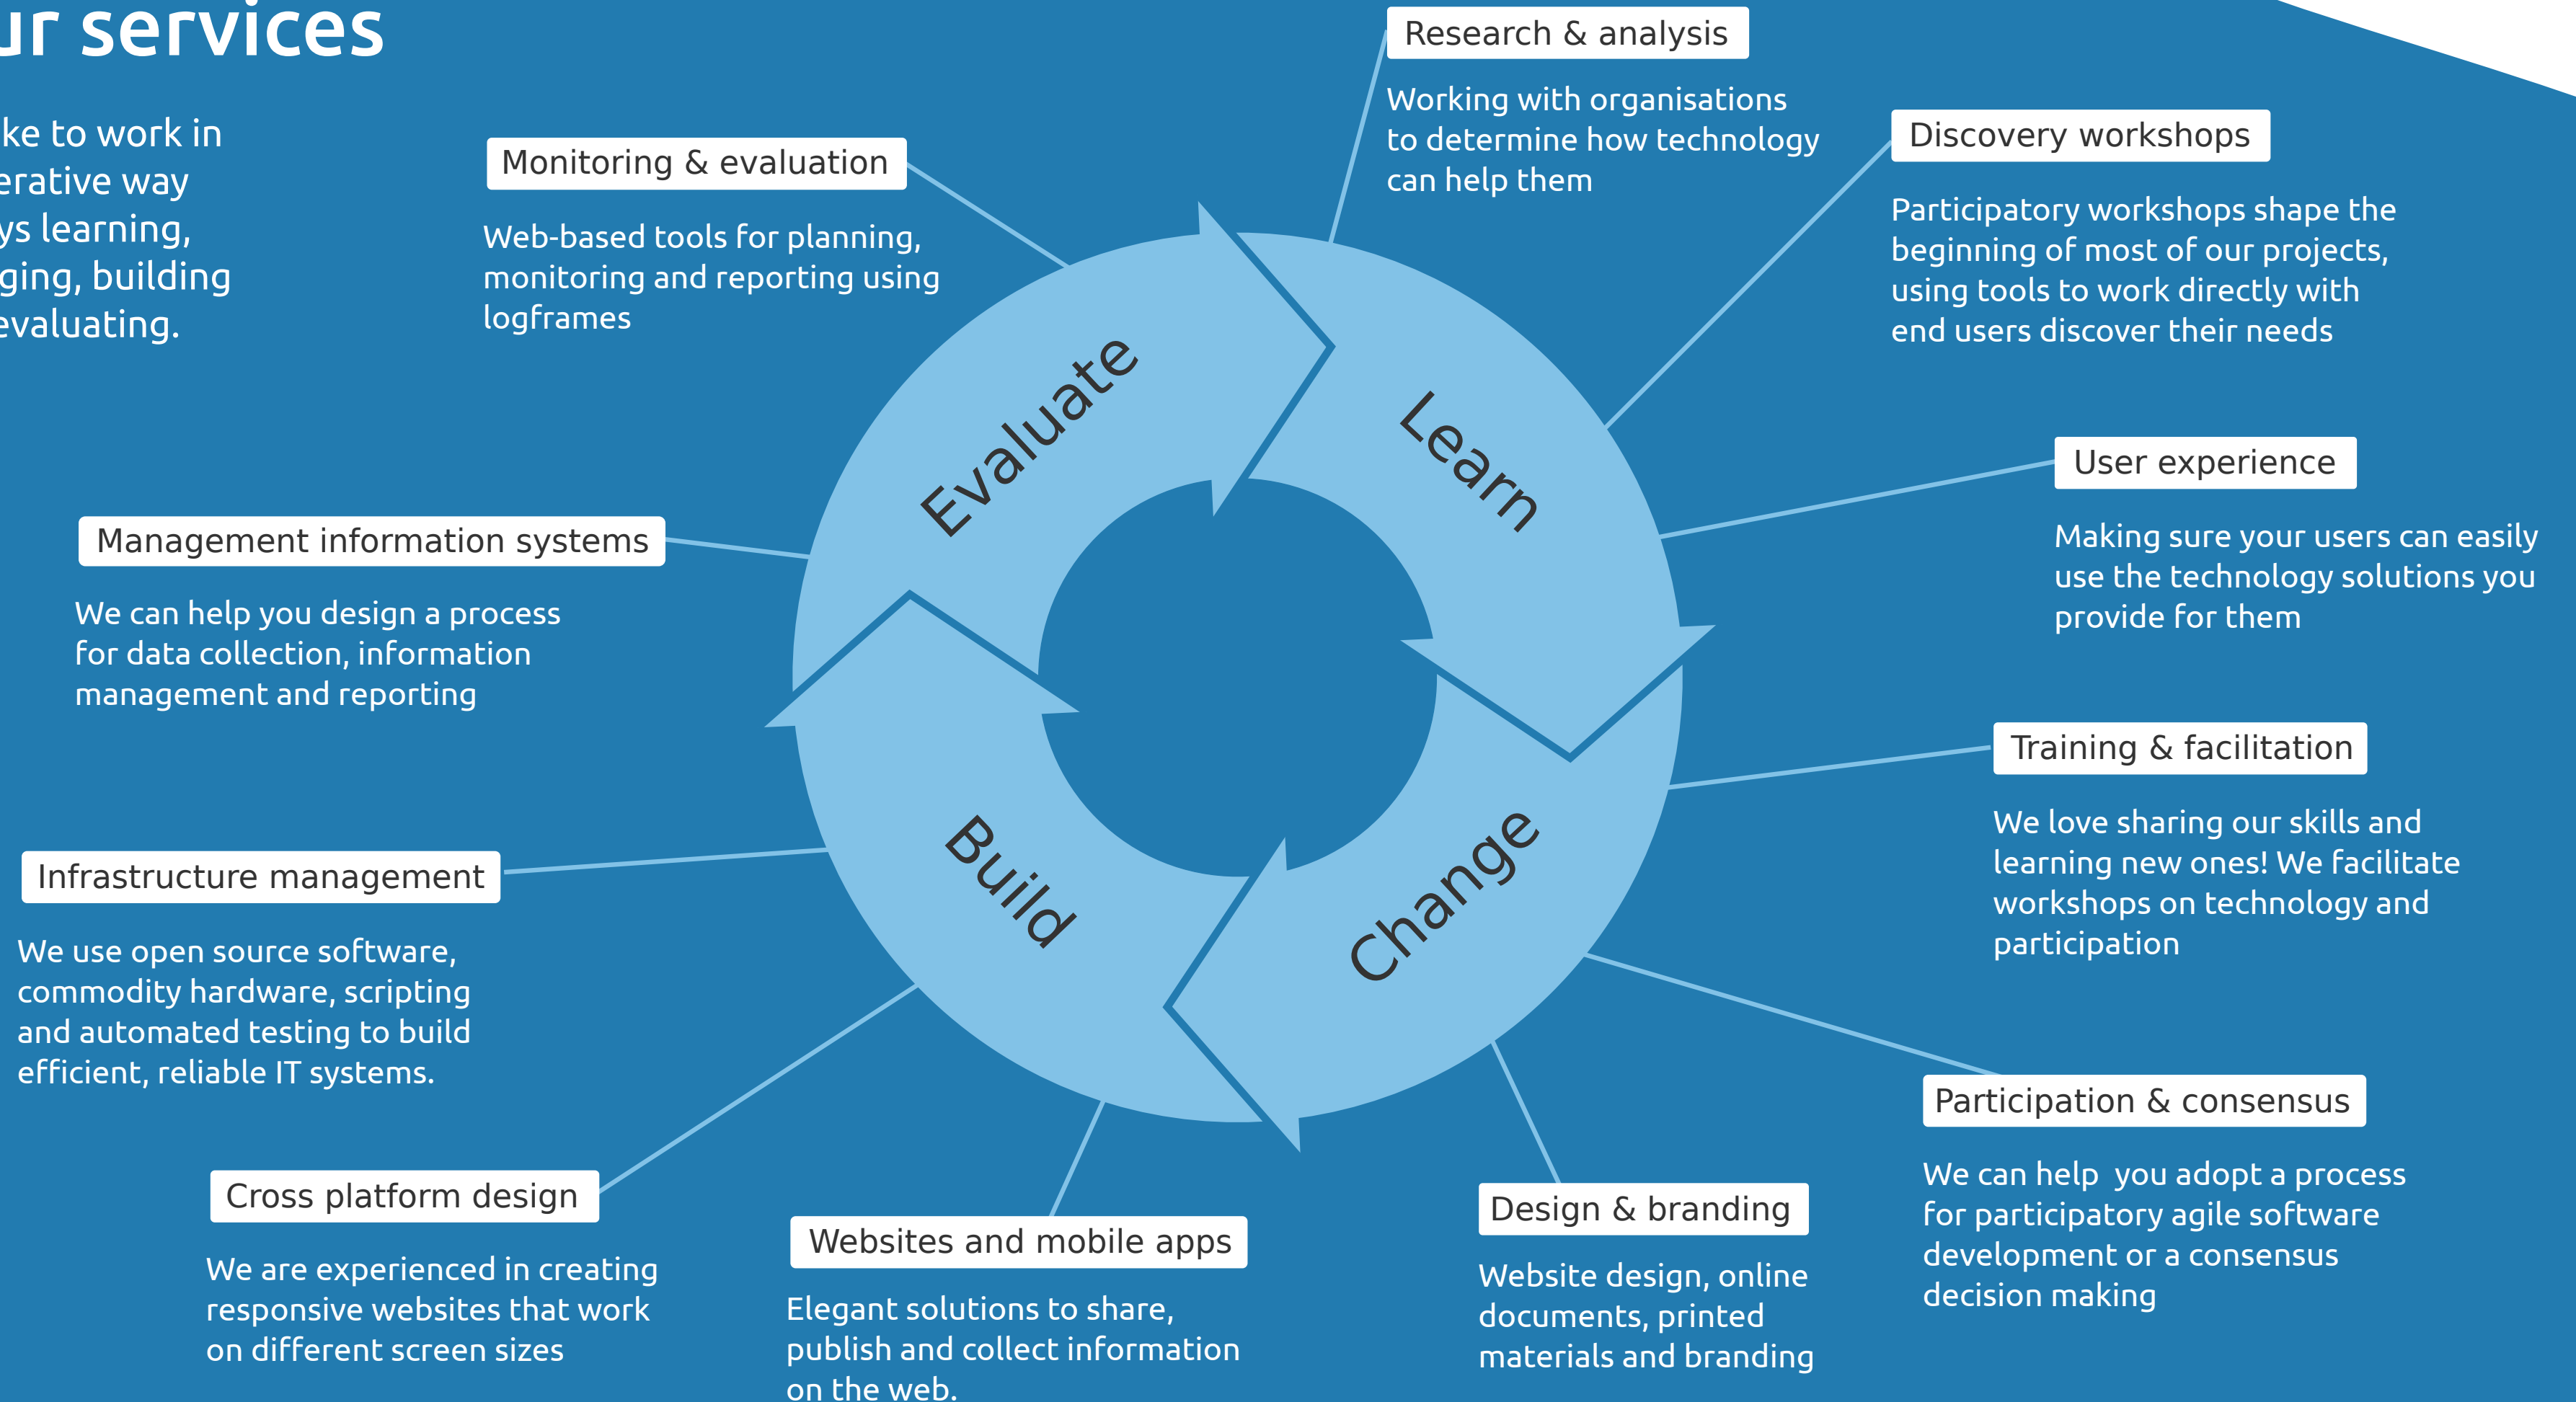 ur services
ke to work in
erative way
ys learning,
ging, building
evaluating.
Monitoring & evaluation
Web-based tools for planning,
monitoring and reporting using
logframes
Research & analysis
Working with organisations
to determine how technology
can help them
Discovery workshops
Participatory workshops shape the
beginning of most of our projects,
using tools to work directly with
end users discover their needs
User experience
Making sure your users can easily
use the technology solutions you
provide for them
Training & facilitation
We love sharing our skills and
learning new ones! We facilitate
workshops on technology and
participation
Participation & consensus
We can help  you adopt a process
for participatory agile software
development or a consensus
decision making
Design & branding
Website design, online
documents, printed
materials and branding
Websites and mobile apps
Elegant solutions to share,
publish and collect information
on the web.
Cross platform design
We are experienced in creating
responsive websites that work
on different screen sizes
Infrastructure management
We use open source software,
commodity hardware, scripting
and automated testing to build
efficient, reliable IT systems.
Management information systems
We can help you design a process
for data collection, information
management and reporting
Evaluate
Learn
Change
Build